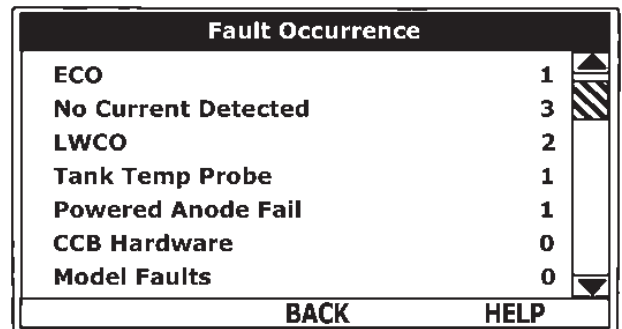 Fault Occurrence
ECO 1
No Current Detected 3
LWCO 2
Tank Temp Probe 1
Powered Anode Fail 1
CCB Hardware 0
Model Faults 0
BACK HELP